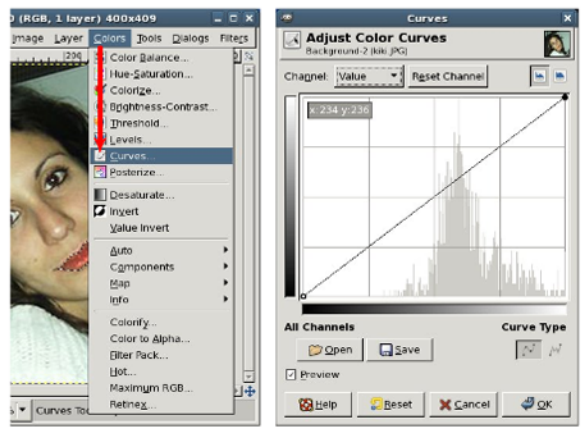 0 (RGB, 1 layer) 400x409
Image Layer Colors Tools Dialogs Filters
200
Color Balance...
Hue-Saturation...
Colorize...
Brightness-Contrast...
Threshold...
Levels...
Curves...
Posterize...
Desaturate...
Invert
Value Invert
Auto
Components
Map
Info
Colorify...
Color to Alpha...
Filter Pack...
Hot...
Maximum RGB...
Retinex...
% Curves Too
Curves
Adjust Color Curves
Background-2 (kiki.JPG)
Channel: Value Reset Channel
x:234 y:236
All Channels Curve Type
Open Save
Preview
Help Reset Cancel OK